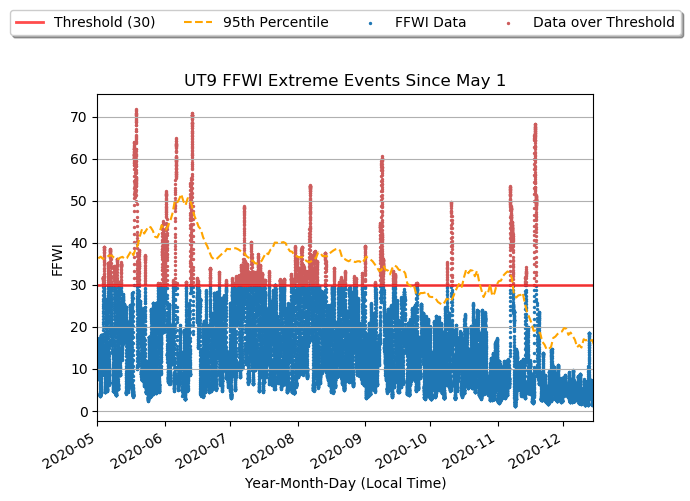 Threshold (30) 95th Percentile FFWI Data Data over Threshold
UT9 FFWI Extreme Events Since May 1
70
60
50
40
30
20
10
0
FFWI
2020-05 2020-06 2020-07 2020-08 2020-09 2020-10 2020-11 2020-12
Year-Month-Day (Local Time)